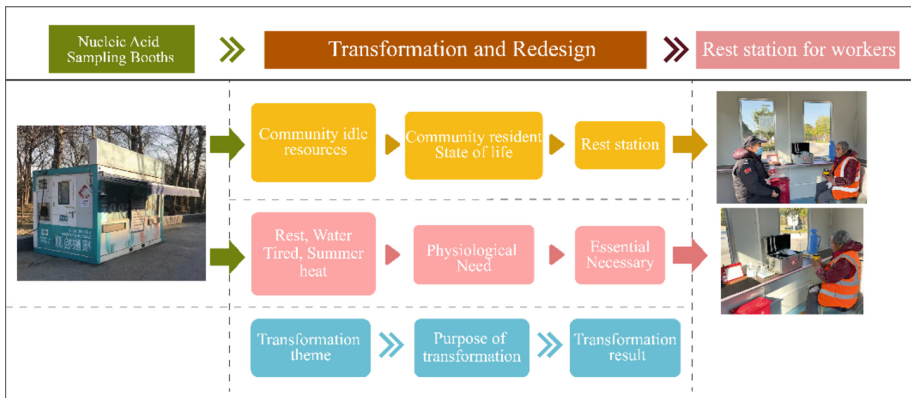 Nucleic Acid
Sampling Booths
Transformation and Redesign
Rest station for workers
Community idle
resources
Community resident
State of life
Rest station
Rest, Water
Tired, Summer
heat
Physiological
Need
Essential
Necessary
Transformation
theme
Purpose of
transformation
Transformation
result